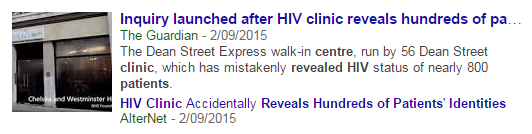 Inquiry launched after HIV clinic reveals hundreds of pa...
The Guardian - 2/09/2015
The Dean Street Express walk-in centre, run by 56 Dean Street
clinic, which has mistakenly revealed HIV status of nearly 800
patients.
HIV Clinic Accidentally Reveals Hundreds of Patients' Identities
AlterNet - 2/09/2015
Chelsea and Westminster H
NHS Found